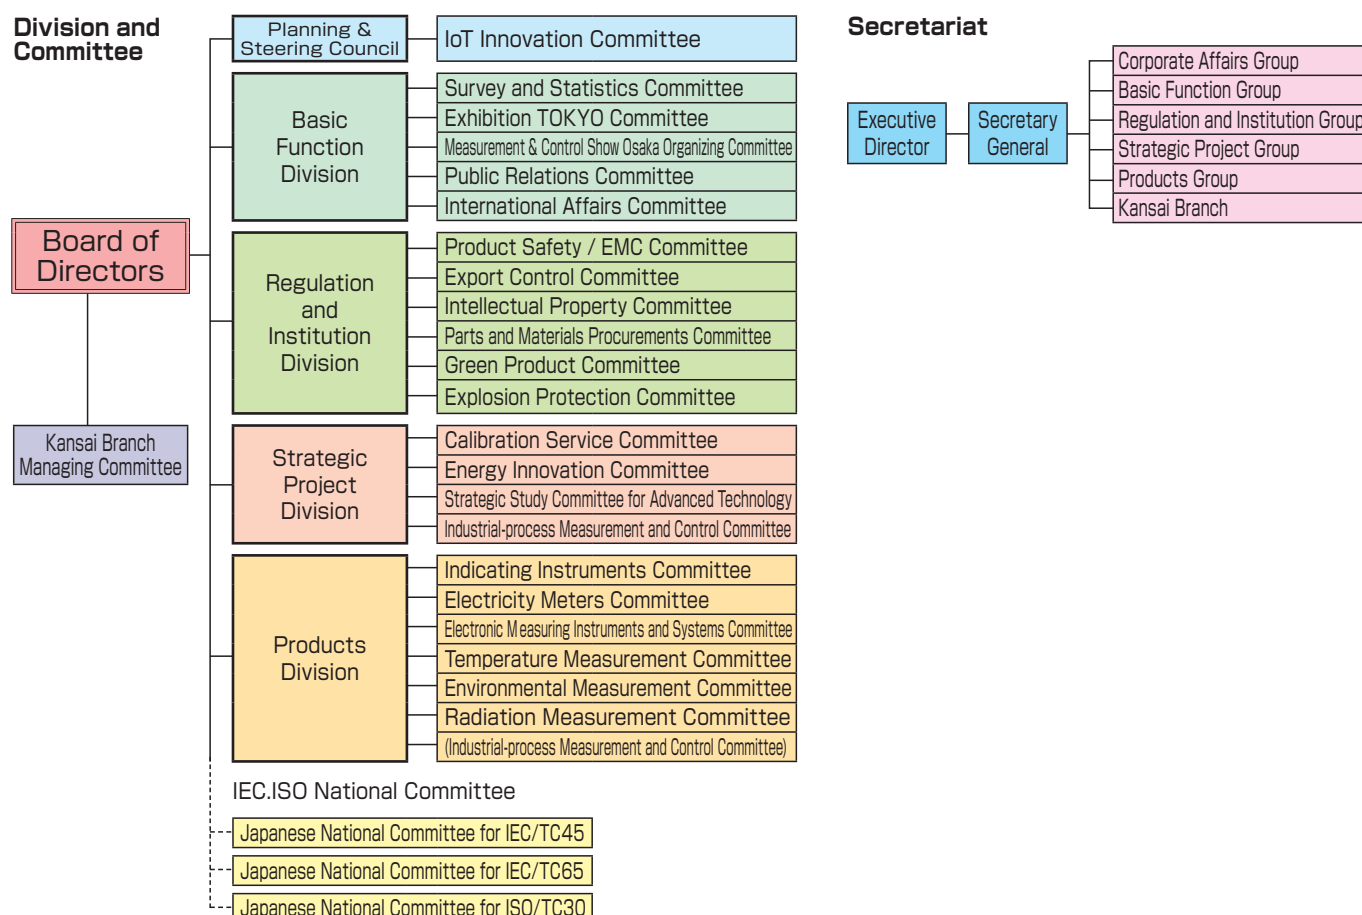 Division and
Committee
Planning &
Steering Council
IoT Innovation Committee
Basic
Function
Division
Survey and Statistics Committee
Exhibition TOKYO Committee
Measurement & Control Show Osaka Organizing Committee
Public Relations Committee
International Affairs Committee
Board of
Directors
Regulation
and
Institution
Division
Product Safety / EMC Committee
Export Control Committee
Intellectual Property Committee
Parts and Materials Procurements Committee
Green Product Committee
Explosion Protection Committee
Kansai Branch
Managing Committee
Strategic
Project
Division
Calibration Service Committee
Energy Innovation Committee
Strategic Study Committee for Advanced Technology
Industrial-process Measurement and Control Committee
Products
Division
Indicating Instruments Committee
Electricity Meters Committee
Electronic Measuring Instruments and Systems Committee
Temperature Measurement Committee
Environmental Measurement Committee
Radiation Measurement Committee
(Industrial-process Measurement and Control Committee)
IEC.ISO National Committee
Japanese National Committee for IEC/TC45
Japanese National Committee for IEC/TC65
Japanese National Committee for ISO/TC30
Secretariat
Executive
Director
Secretary
General
Corporate Affairs Group
Basic Function Group
Regulation and Institution Group
Strategic Project Group
Products Group
Kansai Branch